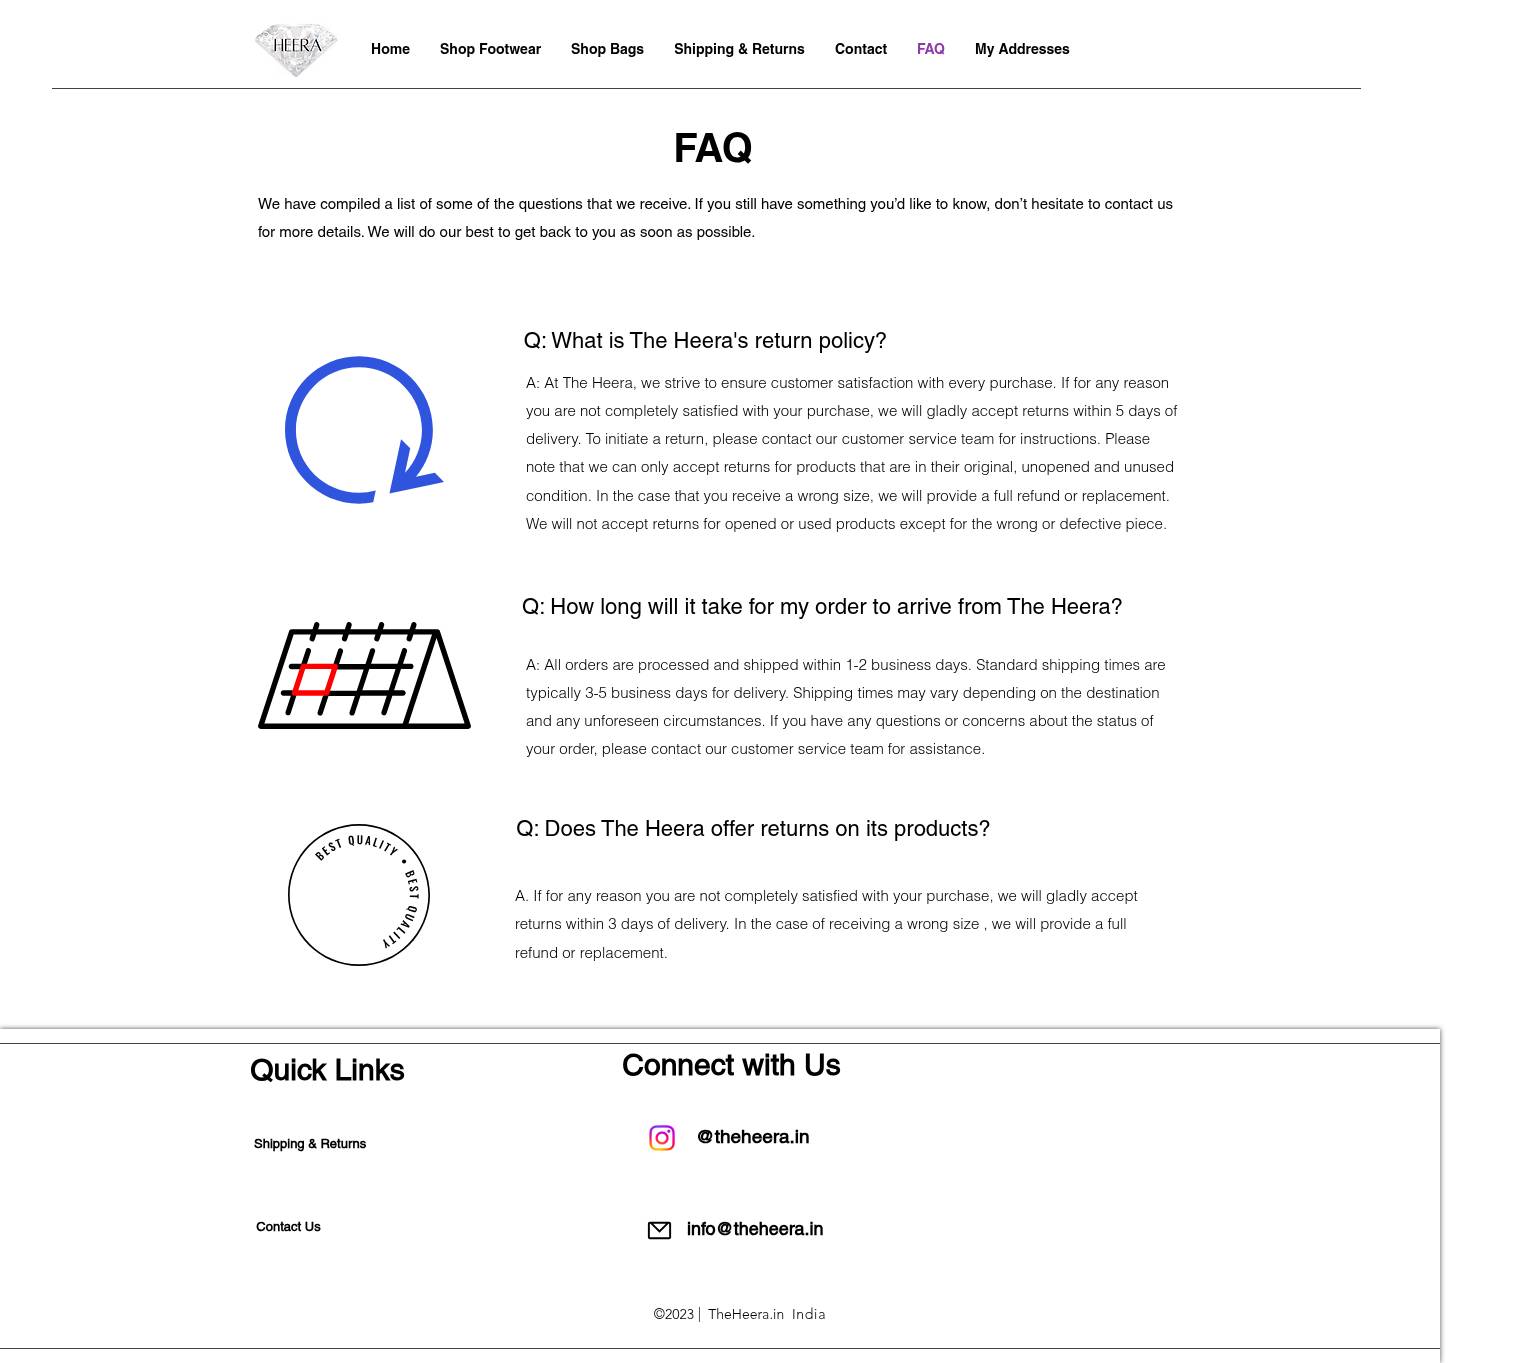 HEERA
Home Shop Footwear Shop Bags Shipping & Returns Contact FAQ My Addresses
FAQ
We have compiled a list of some of the questions that we receive. If you still have something you’d like to know, don’t hesitate to contact us
for more details. We will do our best to get back to you as soon as possible.
Q: What is The Heera's return policy?
A: At The Heera, we strive to ensure customer satisfaction with every purchase. If for any reason
you are not completely satisfied with your purchase, we will gladly accept returns within 5 days of
delivery. To initiate a return, please contact our customer service team for instructions. Please
note that we can only accept returns for products that are in their original, unopened and unused
condition. In the case that you receive a wrong size, we will provide a full refund or replacement.
We will not accept returns for opened or used products except for the wrong or defective piece.
Q: How long will it take for my order to arrive from The Heera?
A: All orders are processed and shipped within 1-2 business days. Standard shipping times are
typically 3-5 business days for delivery. Shipping times may vary depending on the destination
and any unforeseen circumstances. If you have any questions or concerns about the status of
your order, please contact our customer service team for assistance.
BEST QUALITY • BEST QUALITY
Q: Does The Heera offer returns on its products?
A. If for any reason you are not completely satisfied with your purchase, we will gladly accept
returns within 3 days of delivery. In the case of receiving a wrong size , we will provide a full
refund or replacement.
Quick Links
Shipping & Returns
Contact Us
Connect with Us
@theheera.in
info@theheera.in
©2023 | TheHeera.in India